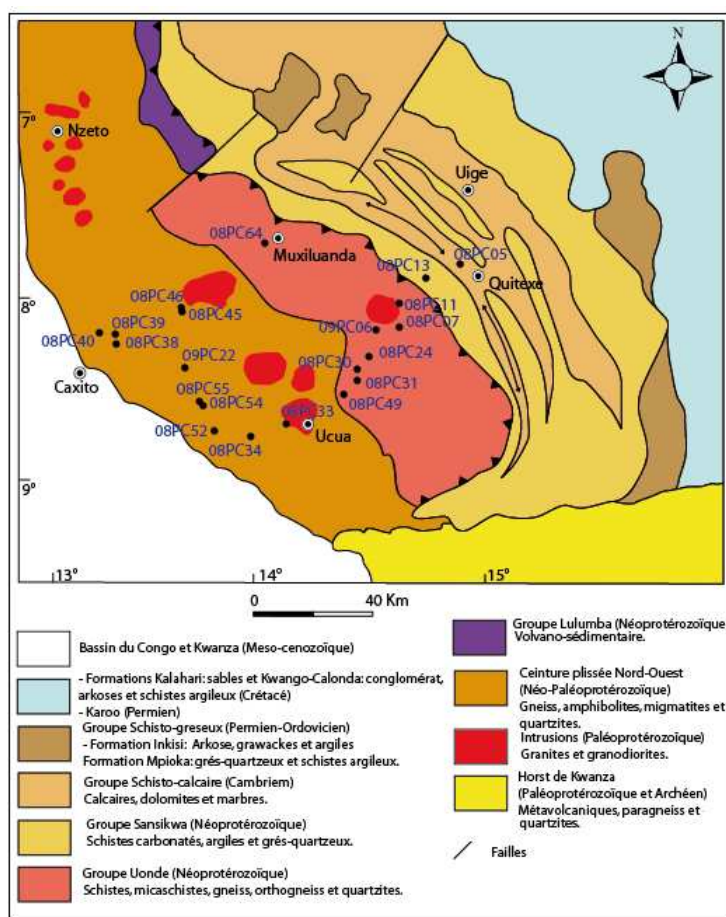 N
7°
Nzeto
Uige
08PC64
Muxiluanda
08PC05
08PC13
Quitexe
8°
08PC46
08PC45
08PC11
08PC39
09PC06
08PC07
08PC40
08PC38
09PC22
08PC30
08PC24
Caxito
08PC31
08PC55
08PC54
08PC49
08PC33
08PC52
Ucua
08PC34
9°
13°
14°
15°
0
40 Km
Bassin du Congo et Kwanza (Meso-cenozoïque)
- Formations Kalahari: sables et Kwango-Calonda: conglomérat,
arkoses et schistes argileux (Crétacé)
- Karoo (Permien)
Groupe Schisto-greseux (Permien-Ordovicien)
- Formation Inkisi: Arkose, grawackes et argiles
Formation Mpioka: grés-quartzeux et schistes argileux.
Groupe Schisto-calcaire (Cambriem)
Calcaires, dolomites et marbres.
Groupe Sansikwa (Néoprotérozoïque)
Schistes carbonatés, argiles et grés-quartzeux.
Groupe Uonde (Néoprotérozoïque)
Schistes, micaschistes, gneiss, orthogneiss et quartzites.
Groupe Lulumba (Néoprotérozoïque
Volvano-sédimentaire.
Ceinture plissée Nord-Ouest
(Néo-Paléoprotérozoïque)
Gneiss, amphibolites, migmatites et
quartzites.
Intrusions (Paléoprotérozoïque)
Granites et granodiorites.
Horst de Kwanza
(Paléoprotérozoïque et Archéen)
Métavolcaniques, paragneiss et
quartzites.
Failles